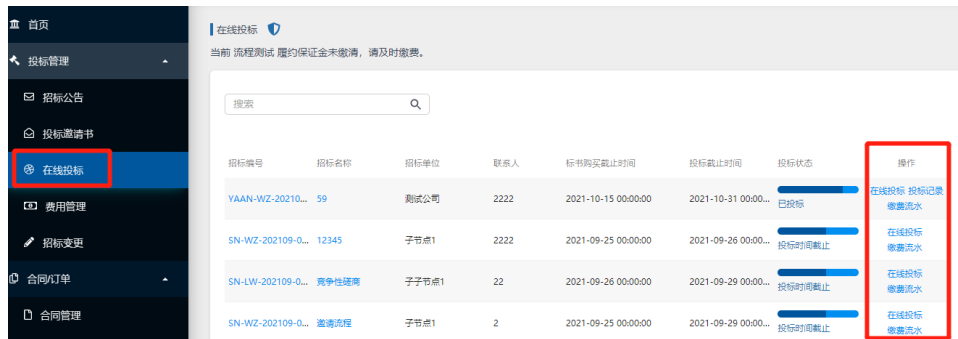 首页
投标管理
招标公告
投标邀请书
在线投标
费用管理
招标变更
合同/订单
合同管理
在线投标
当前 流程测试 履约保证金未缴清，请及时缴费。
搜索
招标编号 招标名称 招标单位 联系人 标书购买截止时间 投标截止时间 投标状态 操作
YAAN-WZ-20210... 59 测试公司 2222 2021-10-15 00:00:00 2021-10-31 00:00... 已投标 在线投标 投标记录 缴费流水
SN-WZ-202109-0... 12345 子节点1 2222 2021-09-25 00:00:00 2021-09-26 00:00... 投标时间截止 在线投标 缴费流水
SN-LW-202109-0... 竞争性磋商 子子节点1 22 2021-09-26 00:00:00 2021-09-29 00:00... 投标时间截止 在线投标 缴费流水
SN-WZ-202109-0... 邀请流程 子节点1 2 2021-09-25 00:00:00 2021-09-29 00:00... 投标时间截止 在线投标 缴费流水